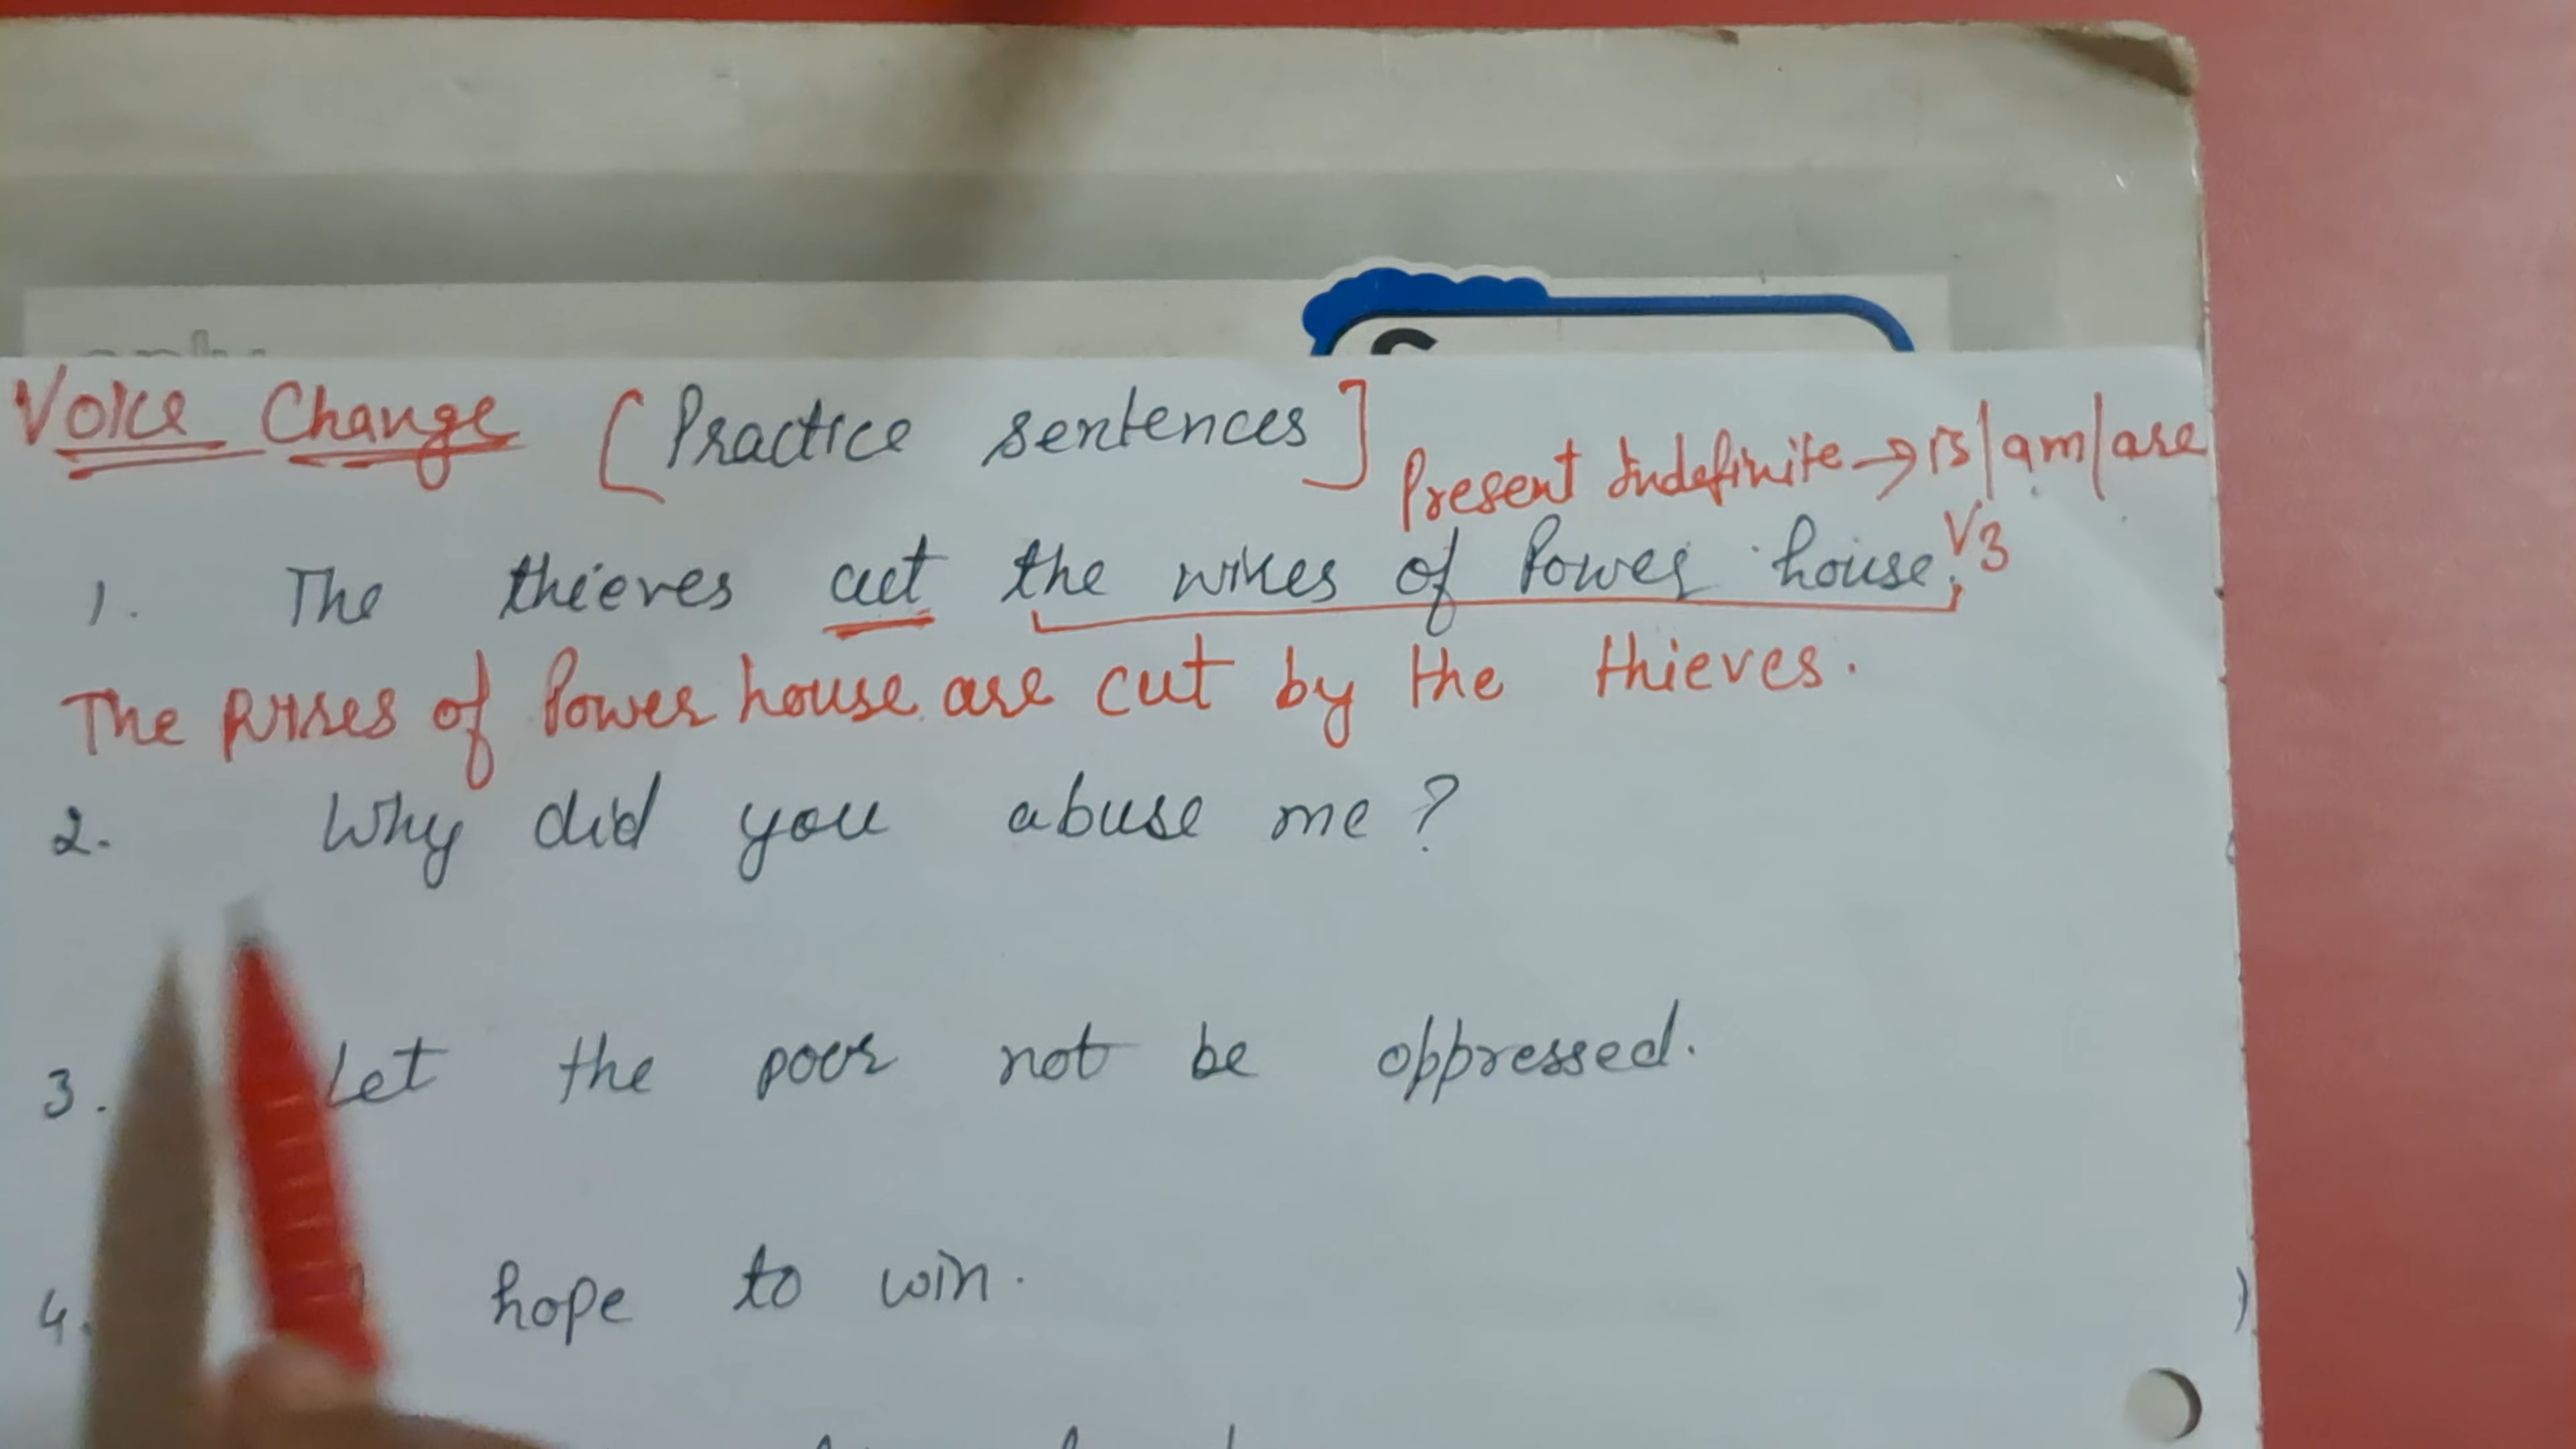 Voice Change [Practice sentences]
Present Indefinite → is/am/are
V3
1. The thieves cut the wires of Power house.
The wires of Power house are cut by the thieves.
2. Why did you abuse me?
3. Let the poor not be oppressed.
4. hope to win.